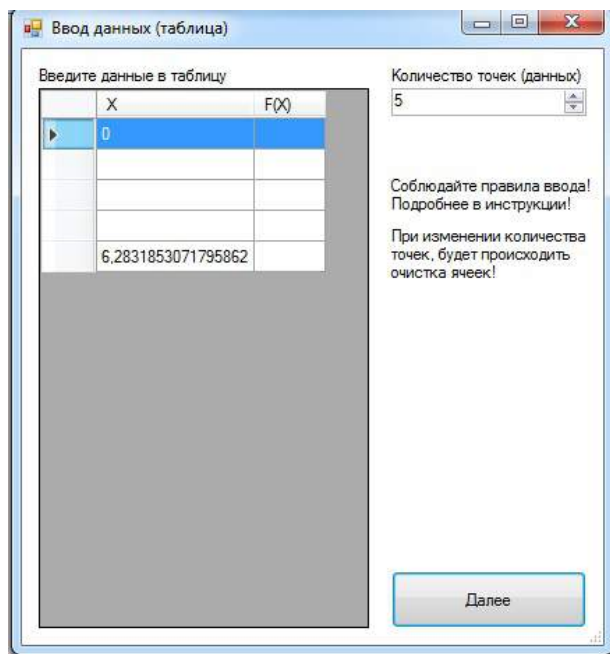 Ввод данных (таблица)
Введите данные в таблицу
X F(X)
0
6,2831853071795862
Количество точек (данных)
5
Соблюдайте правила ввода!
Подробнее в инструкции!
При изменении количества
точек, будет происходить
очистка ячеек!
Далее